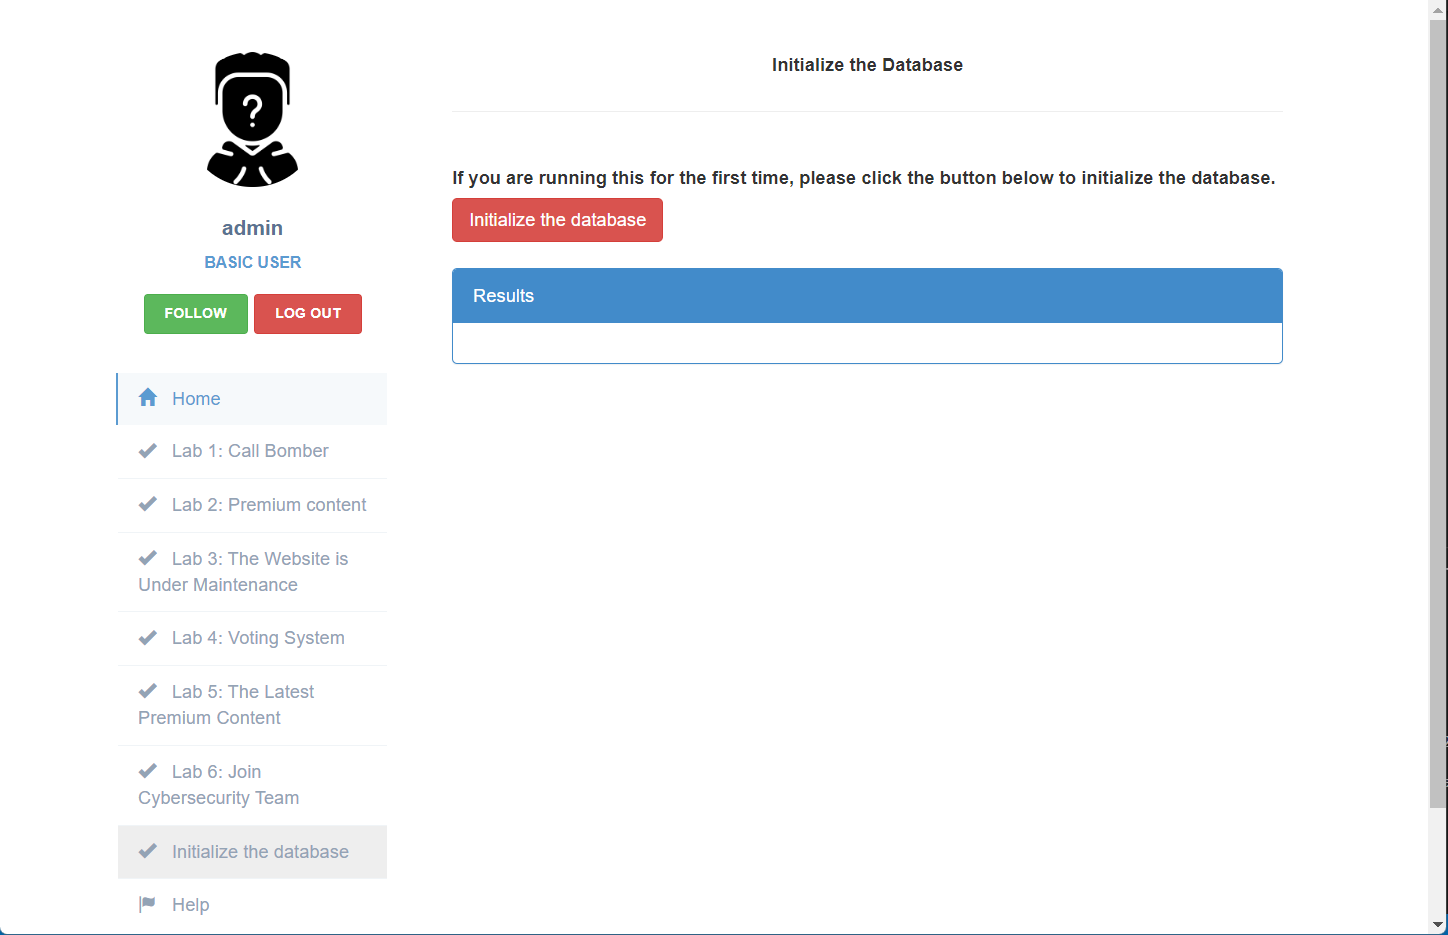 ?
admin
BASIC USER
FOLLOW LOG OUT
Home
Lab 1: Call Bomber
Lab 2: Premium content
Lab 3: The Website is
Under Maintenance
Lab 4: Voting System
Lab 5: The Latest
Premium Content
Lab 6: Join
Cybersecurity Team
Initialize the database
Help
Initialize the Database
If you are running this for the first time, please click the button below to initialize the database.
Initialize the database
Results